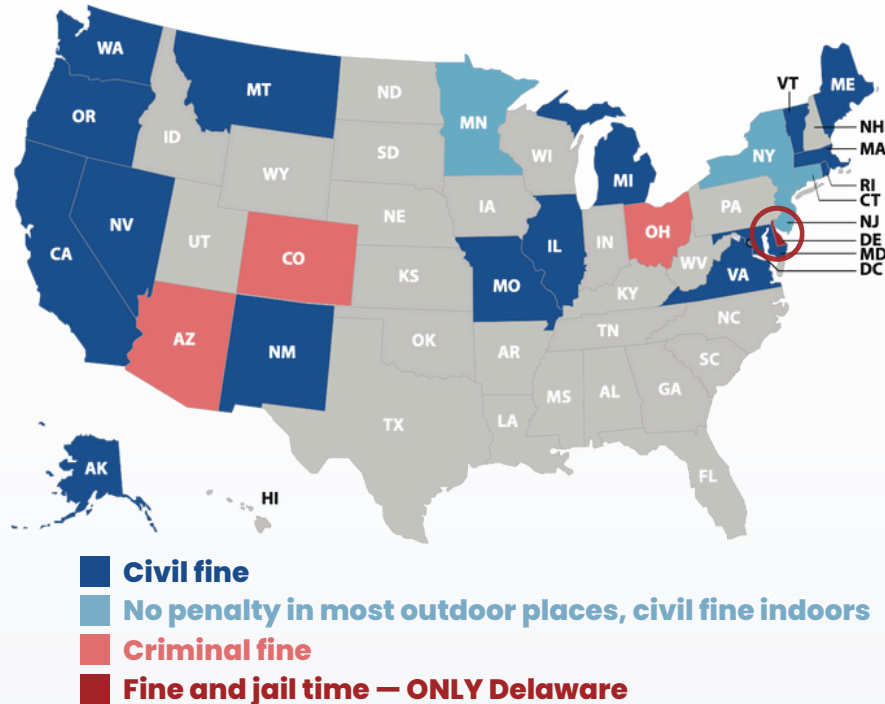 WA
MT
ND
MN
VT
ME
OR
ID
SD
WI
NY
NH
MA
WY
MI
RI
CT
NV
IA
PA
NJ
NE
DE
CA
UT
CO
IL
IN
OH
MD
DC
KS
MO
WV
VA
KY
AZ
NM
OK
AR
TN
NC
SC
TX
LA
MS
AL
GA
FL
AK
HI
Civil fine
No penalty in most outdoor places, civil fine indoors
Criminal fine
Fine and jail time — ONLY Delaware